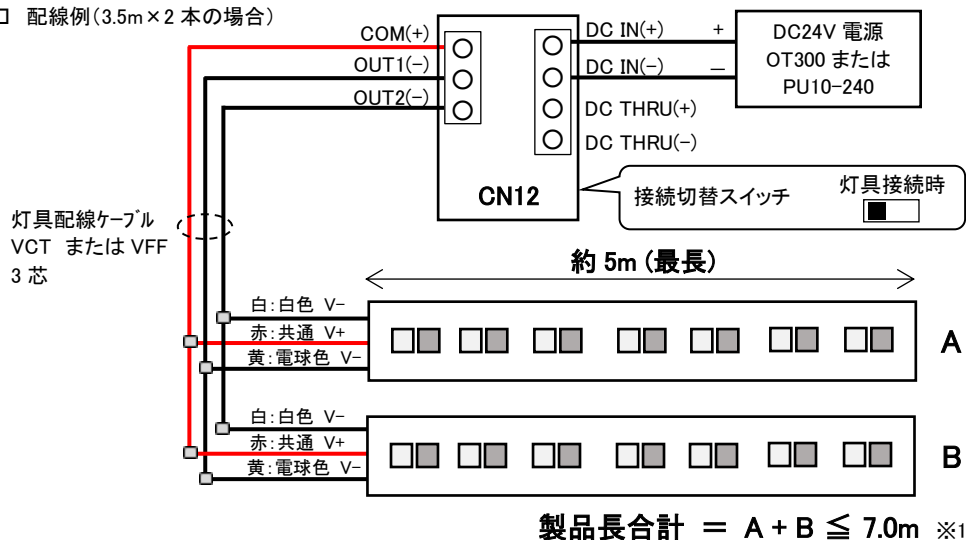 □ 配線例(3.5m×2 本の場合)
COM(+)
OUT1(-)
OUT2(-)
DC IN(+)
DC IN(-)
DC THRU(+)
DC THRU(-)
+
－
DC24V 電源
OT300 または
PU10-240
CN12
接続切替スイッチ
灯具接続時
灯具配線ｹｰﾌﾞﾙ
VCT または VFF
3 芯
約 5m (最長)
白:白色 V-
赤:共通 V+
黄:電球色 V-
A
白:白色 V-
赤:共通 V+
黄:電球色 V-
B
製品長合計 = A + B ≦ 7.0m ※1